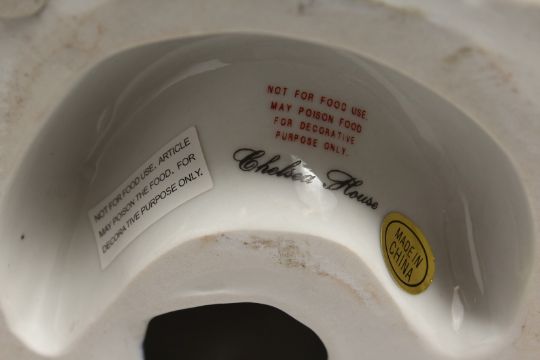 NOT FOR FOOD USE.
MAY POISON FOOD
FOR DECORATIVE
PURPOSE ONLY.
Chelsea House
NOT FOR FOOD USE, ARTICLE
MAY POISON THE FOOD. FOR
DECORATIVE PURPOSE ONLY.
MADE IN
CHINA